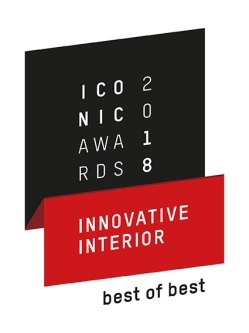 ICO 2
NIC 0
AWA 1
RDS 8
INNOVATIVE
INTERIOR
best of best